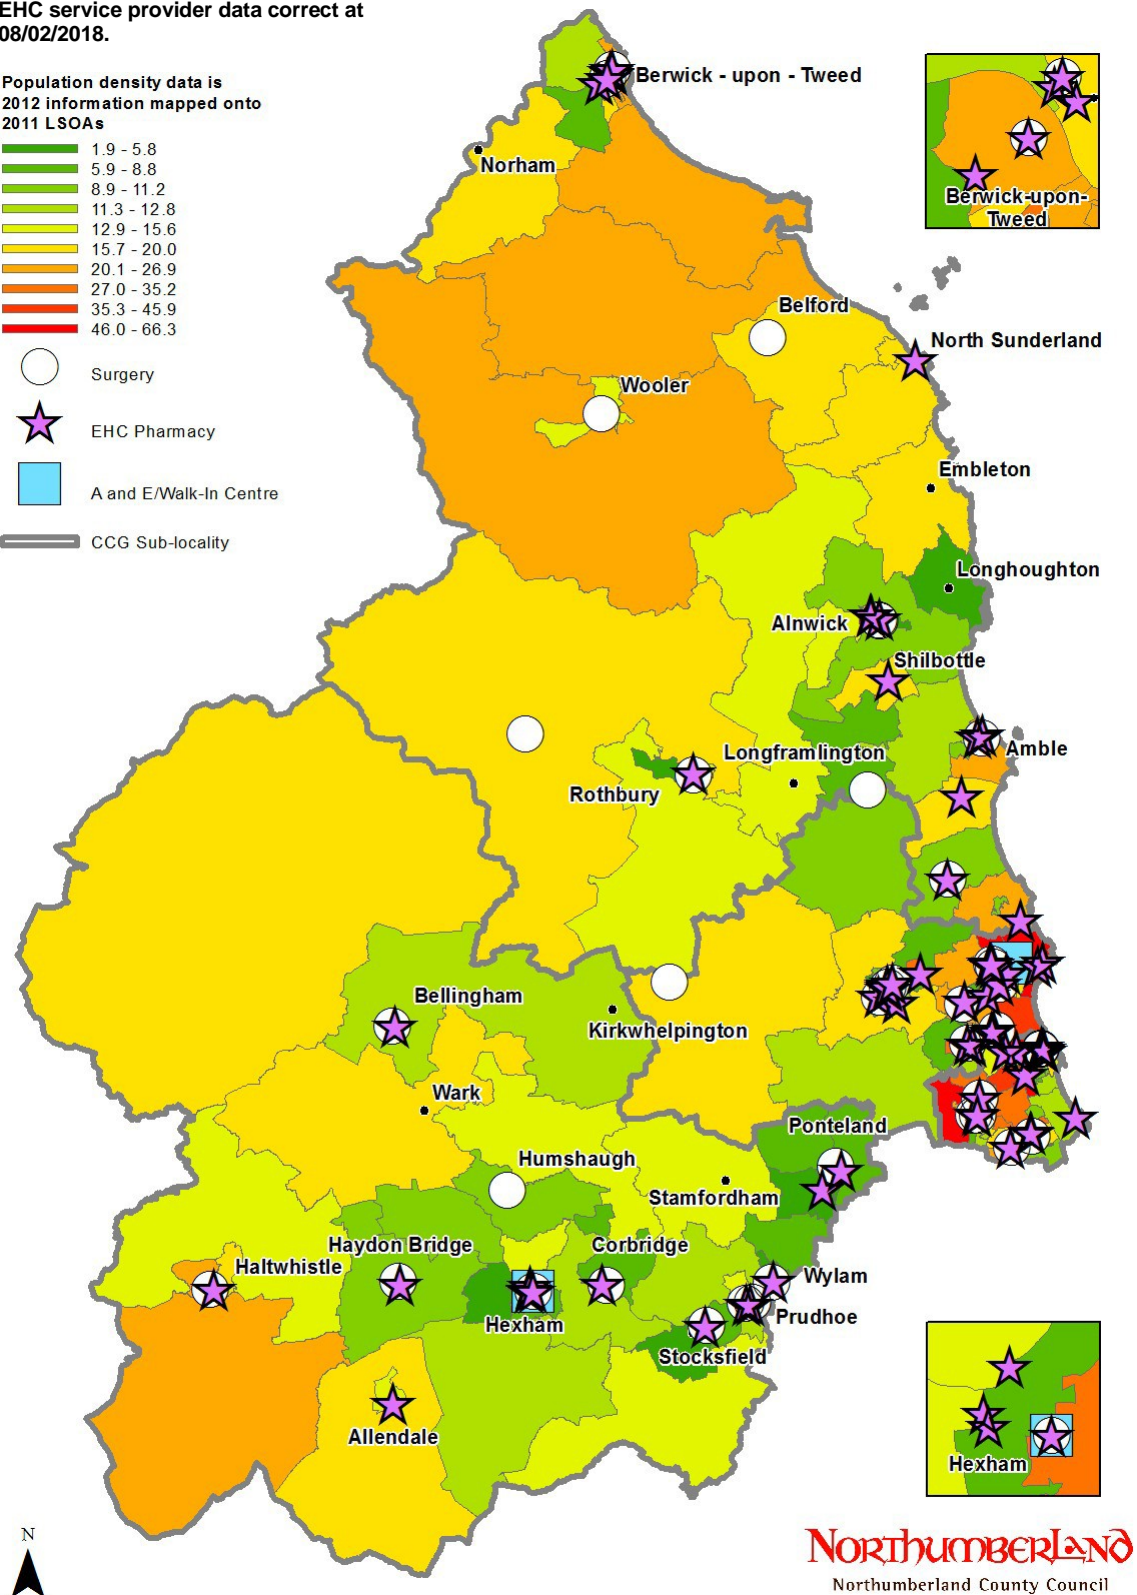 EHC service provider data correct at
08/02/2018.
Population density data is
2012 information mapped onto
2011 LSOAs
1.9 - 5.8
5.9 - 8.8
8.9 - 11.2
11.3 - 12.8
12.9 - 15.6
15.7 - 20.0
20.1 - 26.9
27.0 - 35.2
35.3 - 45.9
46.0 - 66.3
Surgery
EHC Pharmacy
A and E/Walk-In Centre
CCG Sub-locality
Berwick - upon - Tweed
Norham
Berwick-upon-
Tweed
Belford
North Sunderland
Wooler
Embleton
Longhoughton
Alnwick
Shilbottle
Longframlington
Amble
Rothbury
Bellingham
Kirkwhelpington
Wark
Ponteland
Humshaugh
Stamfordham
Haydon Bridge
Corbridge
Haltwhistle
Wylam
Hexham
Prudhoe
Stocksfield
Allendale
Hexham
N
Northumberland
Northumberland County Council